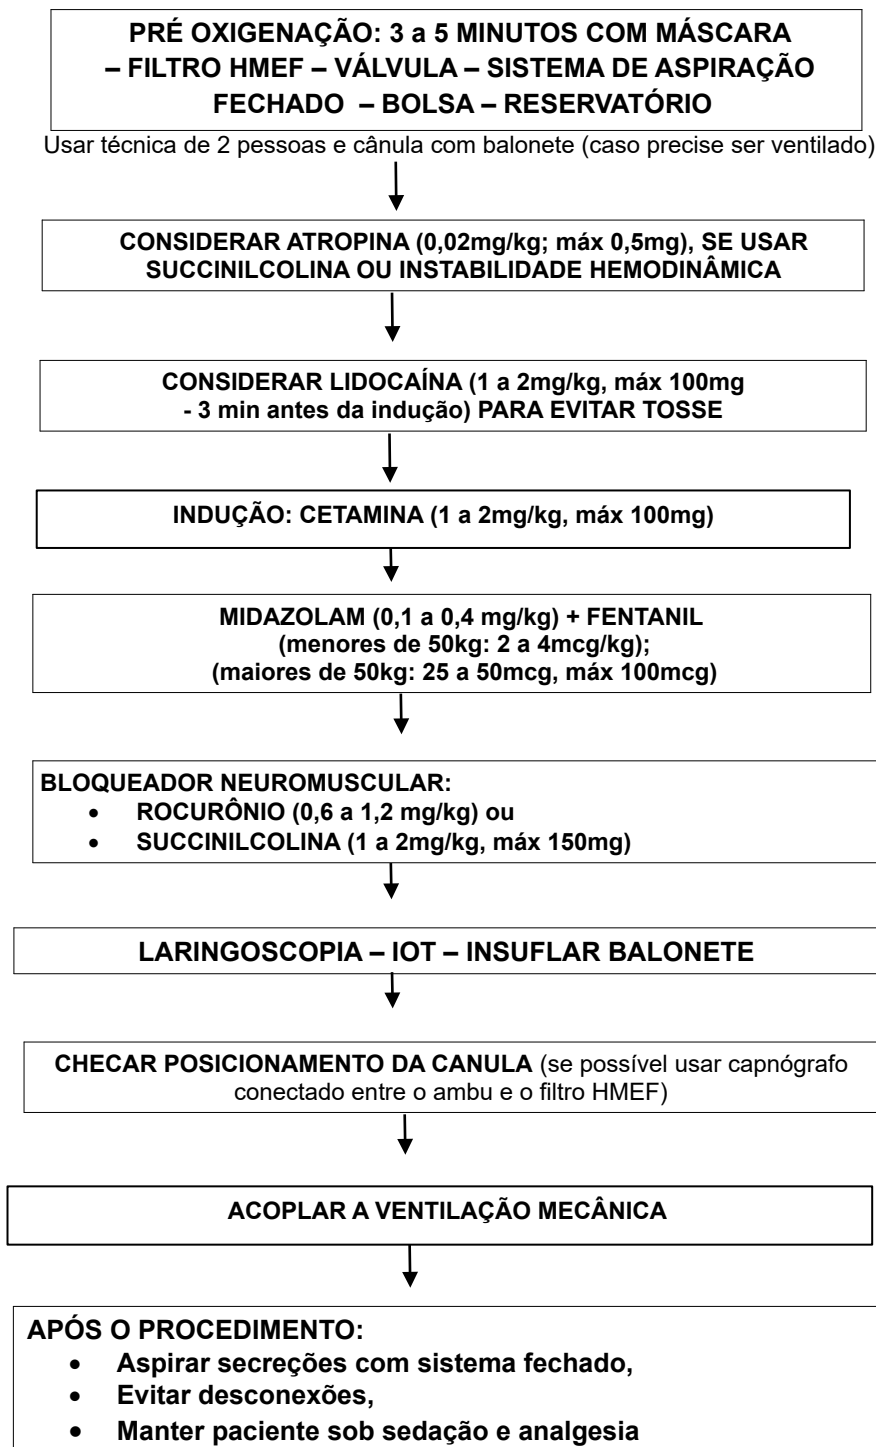 PRÉ OXIGENAÇÃO: 3 a 5 MINUTOS COM MÁSCARA
– FILTRO HMEF – VÁLVULA – SISTEMA DE ASPIRAÇÃO
FECHADO – BOLSA – RESERVATÓRIO
Usar técnica de 2 pessoas e cânula com balonete (caso precise ser ventilado)
CONSIDERAR ATROPINA (0,02mg/kg; máx 0,5mg), SE USAR
SUCCINILCOLINA OU INSTABILIDADE HEMODINÂMICA
CONSIDERAR LIDOCAÍNA (1 a 2mg/kg, máx 100mg
- 3 min antes da indução) PARA EVITAR TOSSE
INDUÇÃO: CETAMINA (1 a 2mg/kg, máx 100mg)
MIDAZOLAM (0,1 a 0,4 mg/kg) + FENTANIL
(menores de 50kg: 2 a 4mcg/kg);
(maiores de 50kg: 25 a 50mcg, máx 100mcg)
BLOQUEADOR NEUROMUSCULAR:
• ROCURÔNIO (0,6 a 1,2 mg/kg) ou
• SUCCINILCOLINA (1 a 2mg/kg, máx 150mg)
LARINGOSCOPIA – IOT – INSUFLAR BALONETE
CHECAR POSICIONAMENTO DA CANULA (se possível usar capnógrafo
conectado entre o ambu e o filtro HMEF)
ACOPLAR A VENTILAÇÃO MECÂNICA
APÓS O PROCEDIMENTO:
• Aspirar secreções com sistema fechado,
• Evitar desconexões,
• Manter paciente sob sedação e analgesia